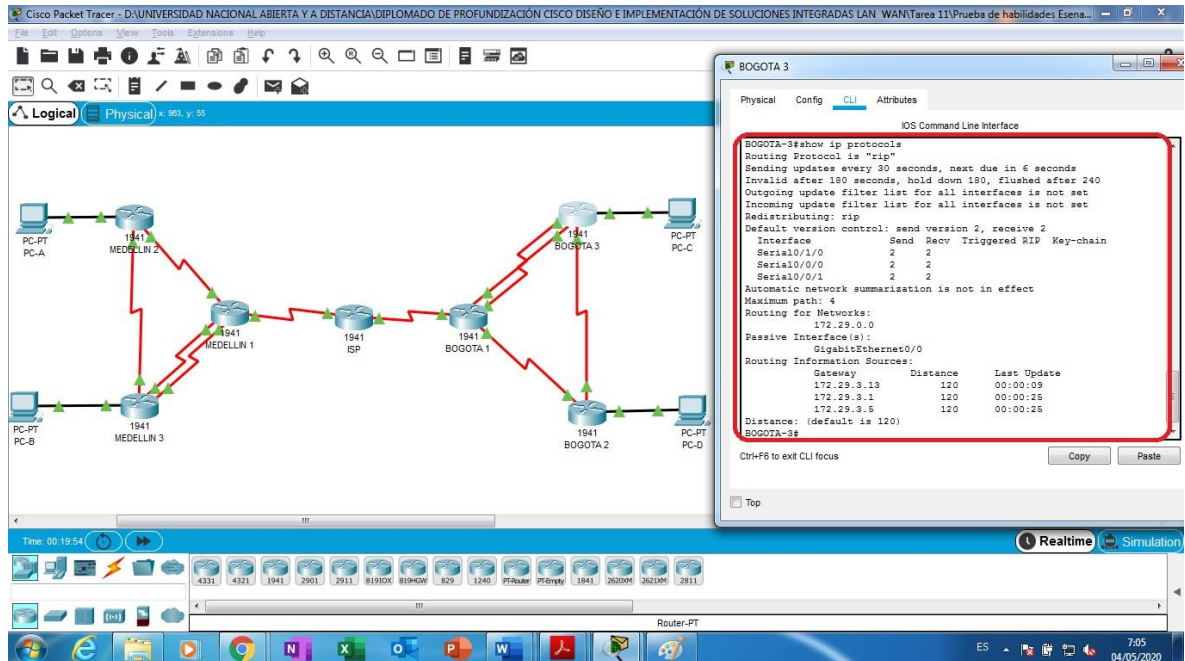 Cisco Packet Tracer - D:\UNIVERSIDAD NACIONAL ABIERTA Y A DISTANCIA\DIPLOMADO DE PROFUNDIZACIÓN CISCO DISEÑO E IMPLEMENTACIÓN DE SOLUCIONES INTEGRADAS LAN WAN\Tarea 11\Prueba de habilidades Esena...
File Edit Options View Tools Extensions Help
Logical Physical x: 983, y: 55
PC-PT
PC-A
1941
MEDELLIN 2
1941
MEDELLIN 1
1941
ISP
1941
BOGOTA 1
1941
BOGOTA 3
PC-PT
PC-C
PC-PT
PC-B
1941
MEDELLIN 3
1941
BOGOTA 2
PC-PT
PC-D
BOGOTA 3
Physical Config CLI Attributes
IOS Command Line Interface
BOGOTA-3#show ip protocols
Routing Protocol is "rip"
Sending updates every 30 seconds, next due in 6 seconds
Invalid after 180 seconds, hold down 180, flushed after 240
Outgoing update filter list for all interfaces is not set
Incoming update filter list for all interfaces is not set
Redistributing: rip
Default version control: send version 2, receive 2
Interface Send Recv Triggered RIP Key-chain
Serial0/1/0 2 2
Serial0/0/0 2 2
Serial0/0/1 2 2
Automatic network summarization is not in effect
Maximum path: 4
Routing for Networks:
172.29.0.0
Passive Interface(s):
GigabitEthernet0/0
Routing Information Sources:
Gateway Distance Last Update
172.29.3.13 120 00:00:09
172.29.3.1 120 00:00:25
172.29.3.5 120 00:00:25
Distance: (default is 120)
BOGOTA-3#
Ctrl+F6 to exit CLI focus
Copy Paste
Top
Time: 00:19:54
Realtime Simulation
4331 4321 1941 2901 2911 819IOX 819HGW 829 1240 PT-Router PT-Empty 1841 2620XM 2621XM 2811
Router-PT
ES
7:05
04/05/2020